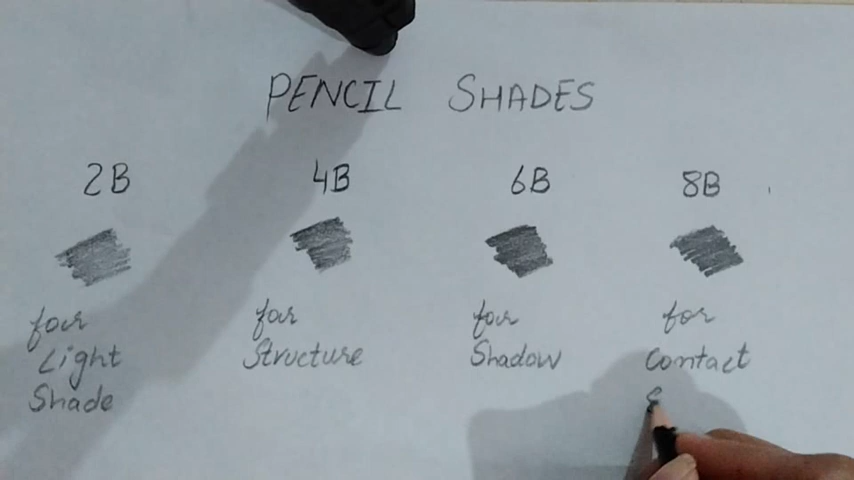 PENCIL SHADES
2B 4B 6B 8B
for for for for
Light Structure Shadow Contact
Shade S